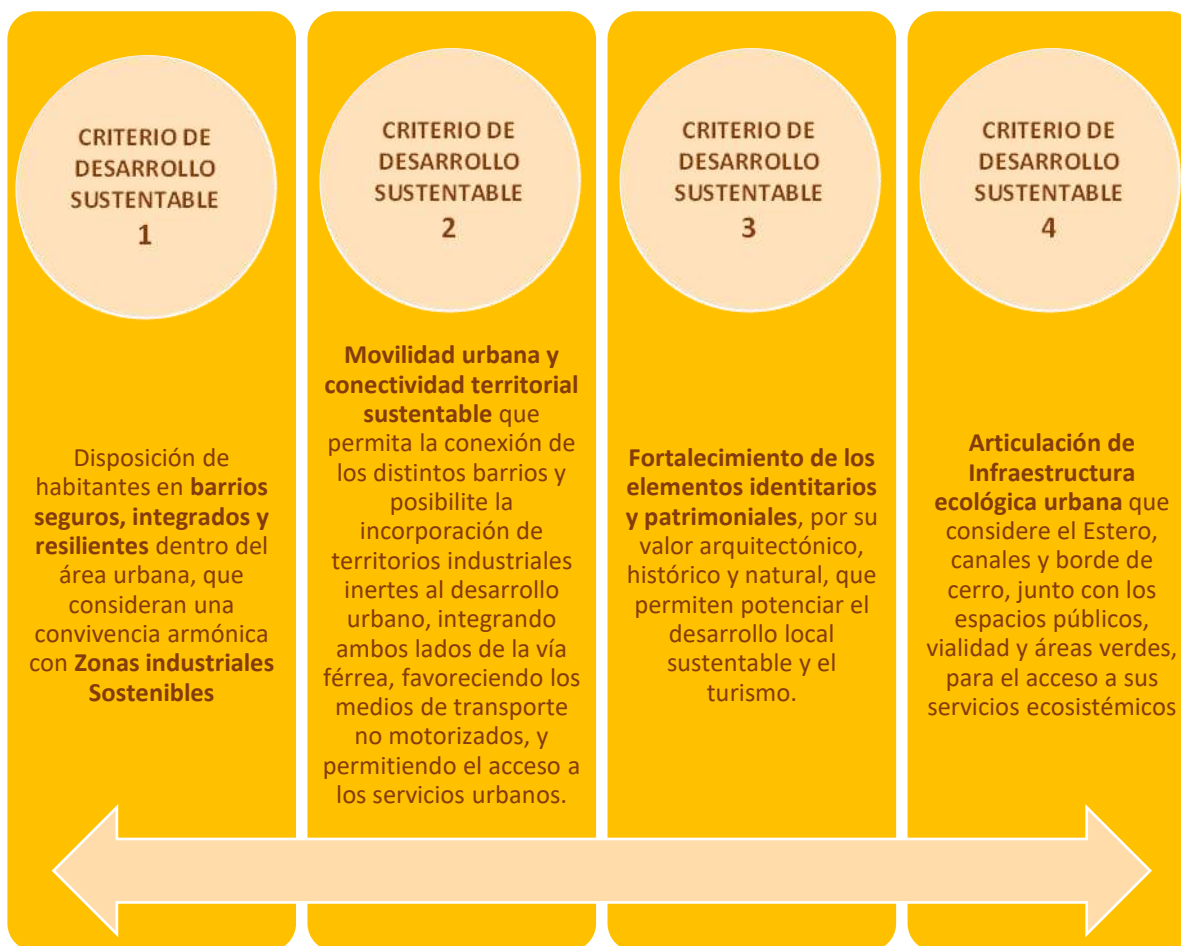 CRITERIO DE
DESARROLLO
SUSTENTABLE
1
Disposición de
habitantes en barrios
seguros, integrados y
resilientes dentro del
área urbana, que
consideran una
convivencia armónica
con Zonas industriales
Sostenibles
CRITERIO DE
DESARROLLO
SUSTENTABLE
2
Movilidad urbana y
conectividad territorial
sustentable que
permita la conexión de
los distintos barrios y
posibilite la
incorporación de
territorios industriales
inertes al desarrollo
urbano, integrando
ambos lados de la vía
férrea, favoreciendo los
medios de transporte
no motorizados, y
permitiendo el acceso a
los servicios urbanos.
CRITERIO DE
DESARROLLO
SUSTENTABLE
3
Fortalecimiento de los
elementos identitarios
y patrimoniales, por su
valor arquitectónico,
histórico y natural, que
permiten potenciar el
desarrollo local
sustentable y el
turismo.
CRITERIO DE
DESARROLLO
SUSTENTABLE
4
Articulación de
Infraestructura
ecológica urbana que
considere el Estero,
canales y borde de
cerro, junto con los
espacios públicos,
vialidad y áreas verdes,
para el acceso a sus
servicios ecosistémicos